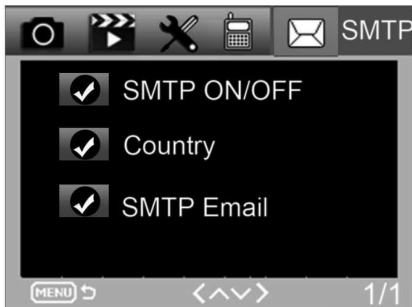 SMTP
SMTP ON/OFF
Country
SMTP Email
MENU
1/1